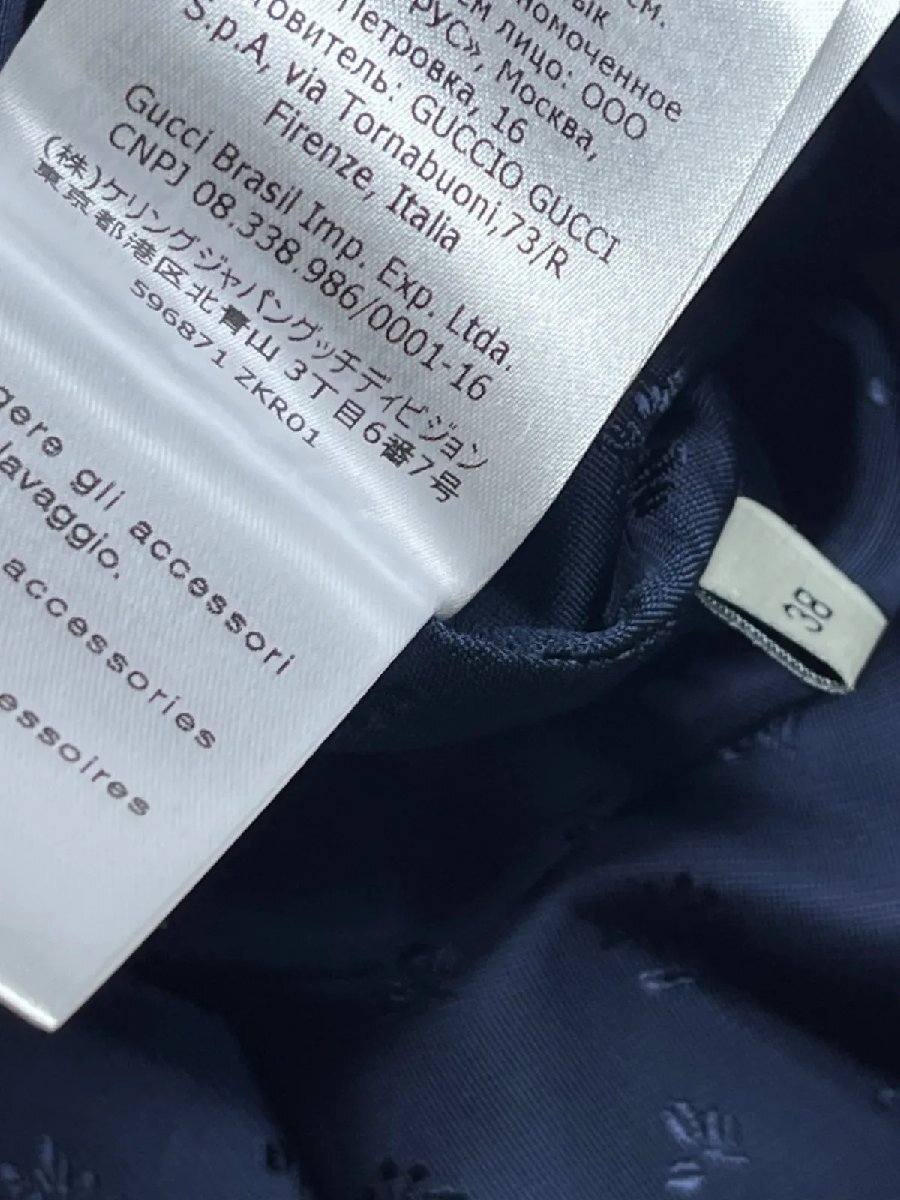 ык
номоченное
ем лицо: ООО
РУС», Москва,
Петровка, 16
товитель: GUCCIO GUCCI
S.p.A, via Tornabuoni,73/R
Firenze, Italia
Gucci Brasil Imp. Exp. Ltda.
CNPJ 08.338.986/0001-16
(株)ケリングジャパングッチディビジョン
東京都港区北青山3丁目6番7号
596871 ZKR01
gere gli accessori
lavaggio.
accessories
essoires
38